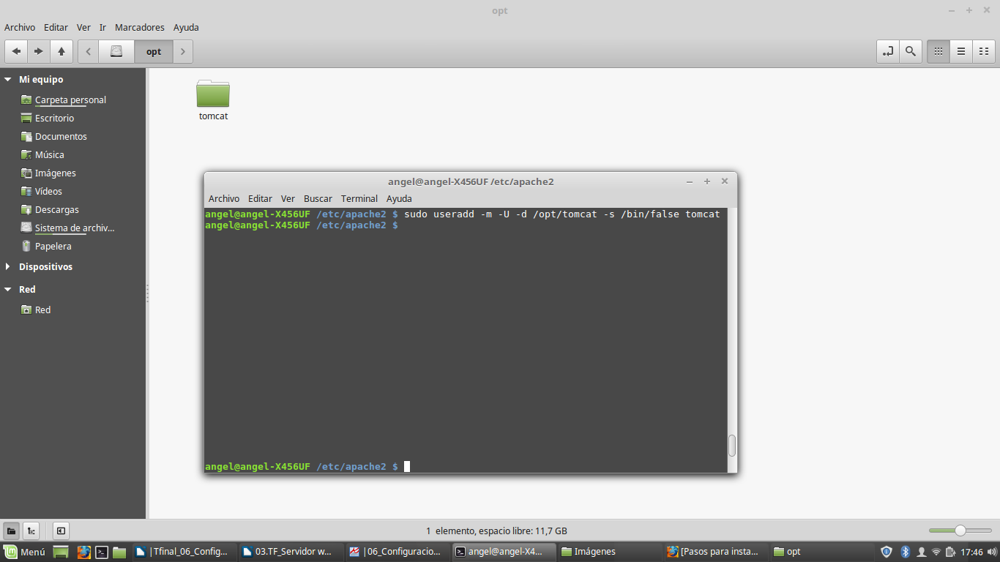 opt
Archivo Editar Ver Ir Marcadores Ayuda
opt
Mi equipo
Carpeta personal
Escritorio
Documentos
Música
Imágenes
Vídeos
Descargas
Sistema de archiv...
Papelera
Dispositivos
Red
Red
tomcat
angel@angel-X456UF /etc/apache2
Archivo Editar Ver Buscar Terminal Ayuda
angel@angel-X456UF /etc/apache2 $ sudo useradd -m -U -d /opt/tomcat -s /bin/false tomcat
angel@angel-X456UF /etc/apache2 $
angel@angel-X456UF /etc/apache2 $
1 elemento, espacio libre: 11,7 GB
Menú |Tfinal_06_Config... 03.TF_Servidor w... |06_Configuracio... angel@angel-X4... Imágenes [Pasos para insta... opt 17:46